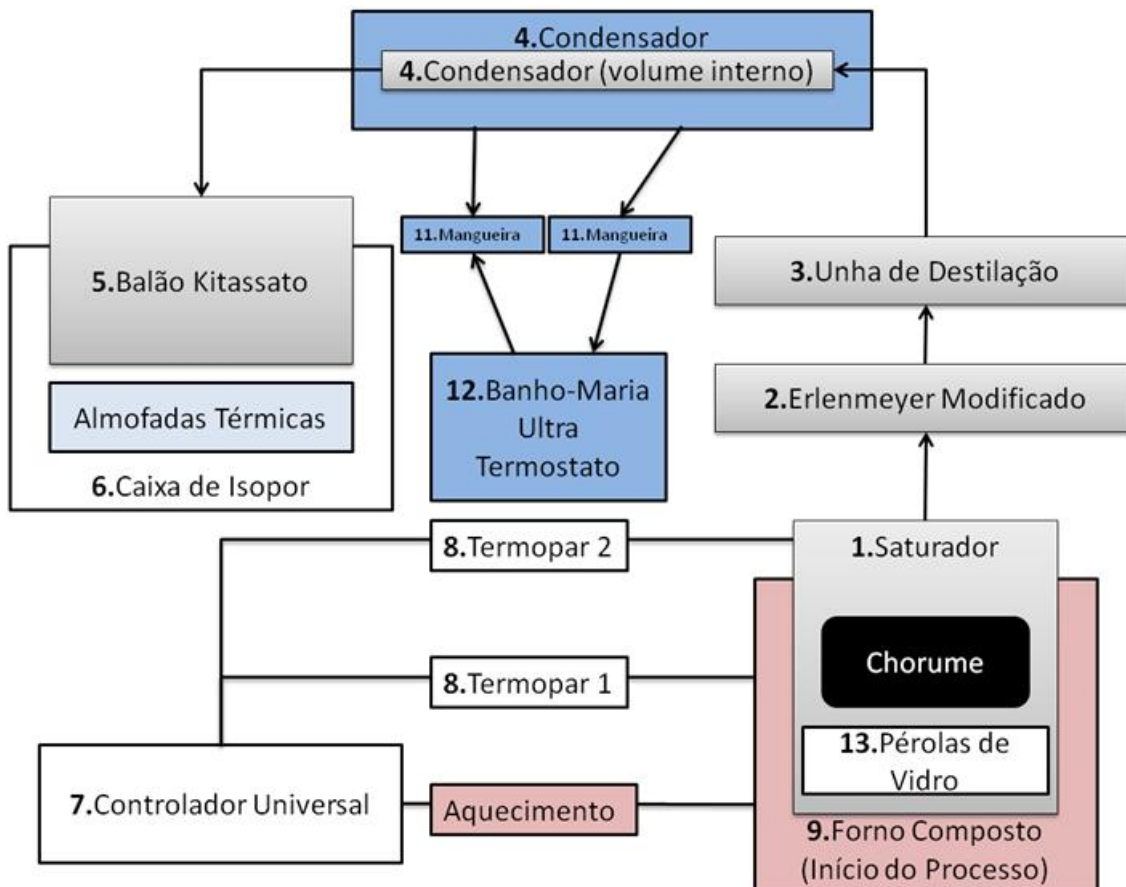 4.Condensador
4.Condensador (volume interno)
11.Mangueira
11.Mangueira
5.Balão Kitassato
3.Unha de Destilação
12.Banho-Maria
Ultra
Termostato
2.Erlenmeyer Modificado
Almofadas Térmicas
6.Caixa de Isopor
8.Termopar 2
1.Saturador
Chorume
8.Termopar 1
13.Pérolas de
Vidro
7.Controlador Universal
Aquecimento
9.Forno Composto
(Início do Processo)